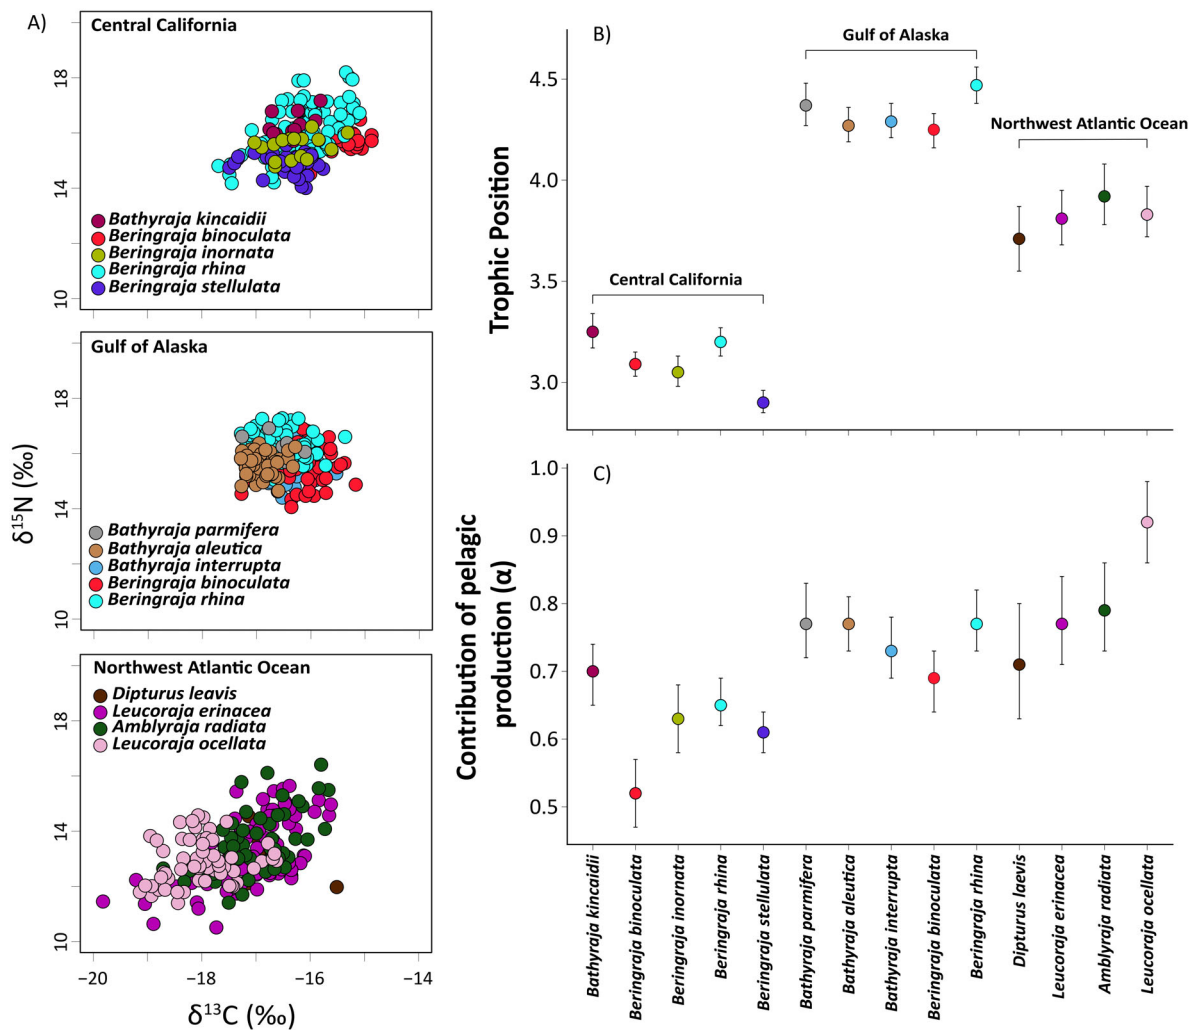 A)
Central California
18
14
10
Bathyraja kincaidii
Beringraja binoculata
Beringraja inornata
Beringraja rhina
Beringraja stellulata
Gulf of Alaska
18
14
10
Bathyraja parmifera
Bathyraja aleutica
Bathyraja interrupta
Beringraja binoculata
Beringraja rhina
Northwest Atlantic Ocean
18
14
10
Dipturus leavis
Leucoraja erinacea
Amblyraja radiata
Leucoraja ocellata
−20
−18
−16
−14
δ15N (‰)
δ13C (‰)
B)
Gulf of Alaska
Northwest Atlantic Ocean
Central California
4.5
4.0
3.5
3.0
Trophic Position
C)
1.0
0.9
0.8
0.7
0.6
0.5
Contribution of pelagic
production (α)
Bathyraja kincaidii
Beringraja binoculata
Beringraja inornata
Beringraja rhina
Beringraja stellulata
Bathyraja parmifera
Bathyraja aleutica
Bathyraja interrupta
Beringraja binoculata
Beringraja rhina
Dipturus laevis
Leucoraja erinacea
Amblyraja radiata
Leucoraja ocellata